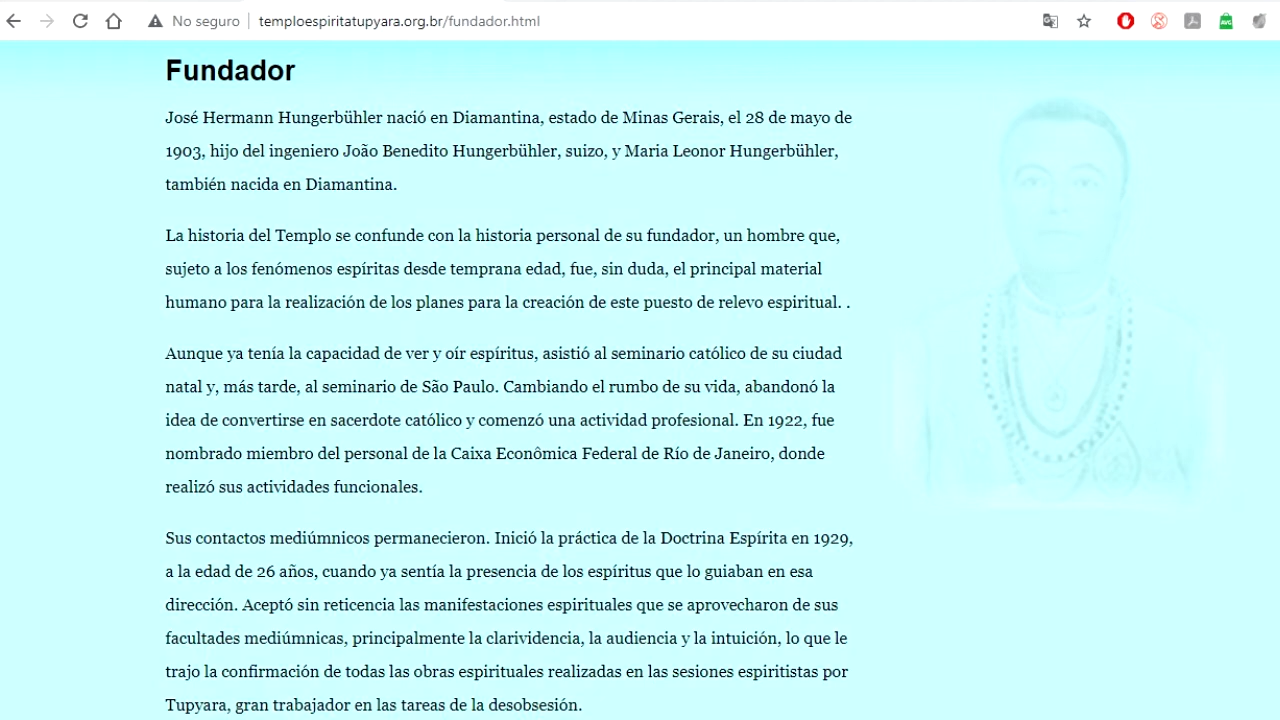 No seguro
temploespiritatupyara.org.br/fundador.html
Fundador
José Hermann Hungerbühler nació en Diamantina, estado de Minas Gerais, el 28 de mayo de
1903, hijo del ingeniero João Benedito Hungerbühler, suizo, y Maria Leonor Hungerbühler,
también nacida en Diamantina.
La historia del Templo se confunde con la historia personal de su fundador, un hombre que,
sujeto a los fenómenos espíritas desde temprana edad, fue, sin duda, el principal material
humano para la realización de los planes para la creación de este puesto de relevo espiritual. .
Aunque ya tenía la capacidad de ver y oír espíritus, asistió al seminario católico de su ciudad
natal y, más tarde, al seminario de São Paulo. Cambiando el rumbo de su vida, abandonó la
idea de convertirse en sacerdote católico y comenzó una actividad profesional. En 1922, fue
nombrado miembro del personal de la Caixa Econômica Federal de Río de Janeiro, donde
realizó sus actividades funcionales.
Sus contactos mediúmnicos permanecieron. Inició la práctica de la Doctrina Espírita en 1929,
a la edad de 26 años, cuando ya sentía la presencia de los espíritus que lo guiaban en esa
dirección. Aceptó sin reticencia las manifestaciones espirituales que se aprovecharon de sus
facultades mediúmnicas, principalmente la clarividencia, la audiencia y la intuición, lo que le
trajo la confirmación de todas las obras espirituales realizadas en las sesiones espiritistas por
Tupyara, gran trabajador en las tareas de la desobsesión.